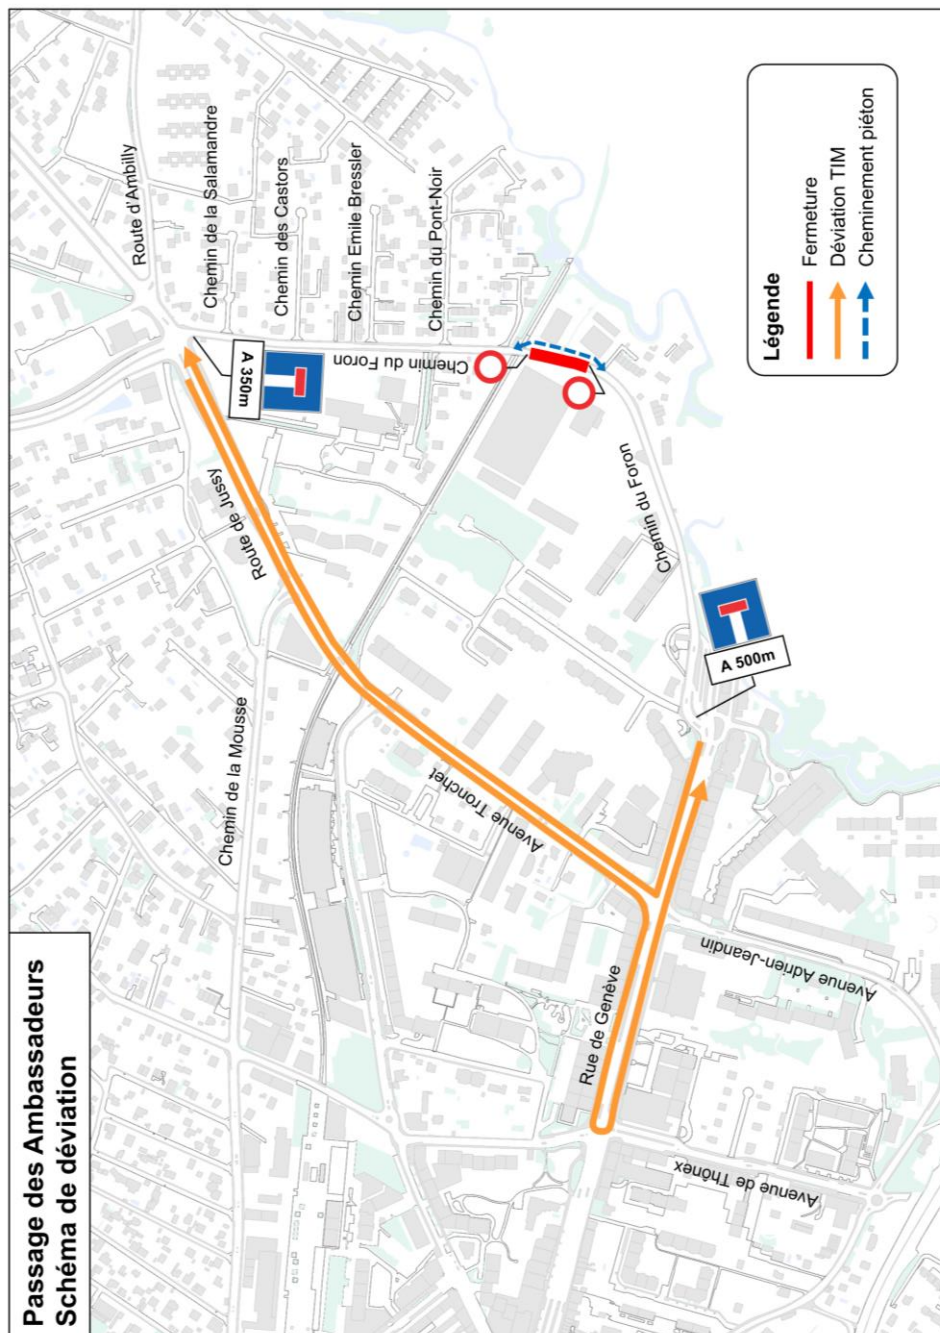 Passage des Ambassadeurs
Schéma de déviation
Route d'Ambilly
Chemin de la Salamandre
Chemin des Castors
Chemin Emile Bressler
Chemin du Pont-Noir
Chemin du Foron
A 350m
Route de Jussy
Chemin de la Mousse
Avenue Tronchet
Chemin du Foron
A 500m
Rue de Genève
Avenue Adrien-Jeandin
Avenue de Thônex
Légende
Fermeture
Déviation TIM
Cheminement piéton